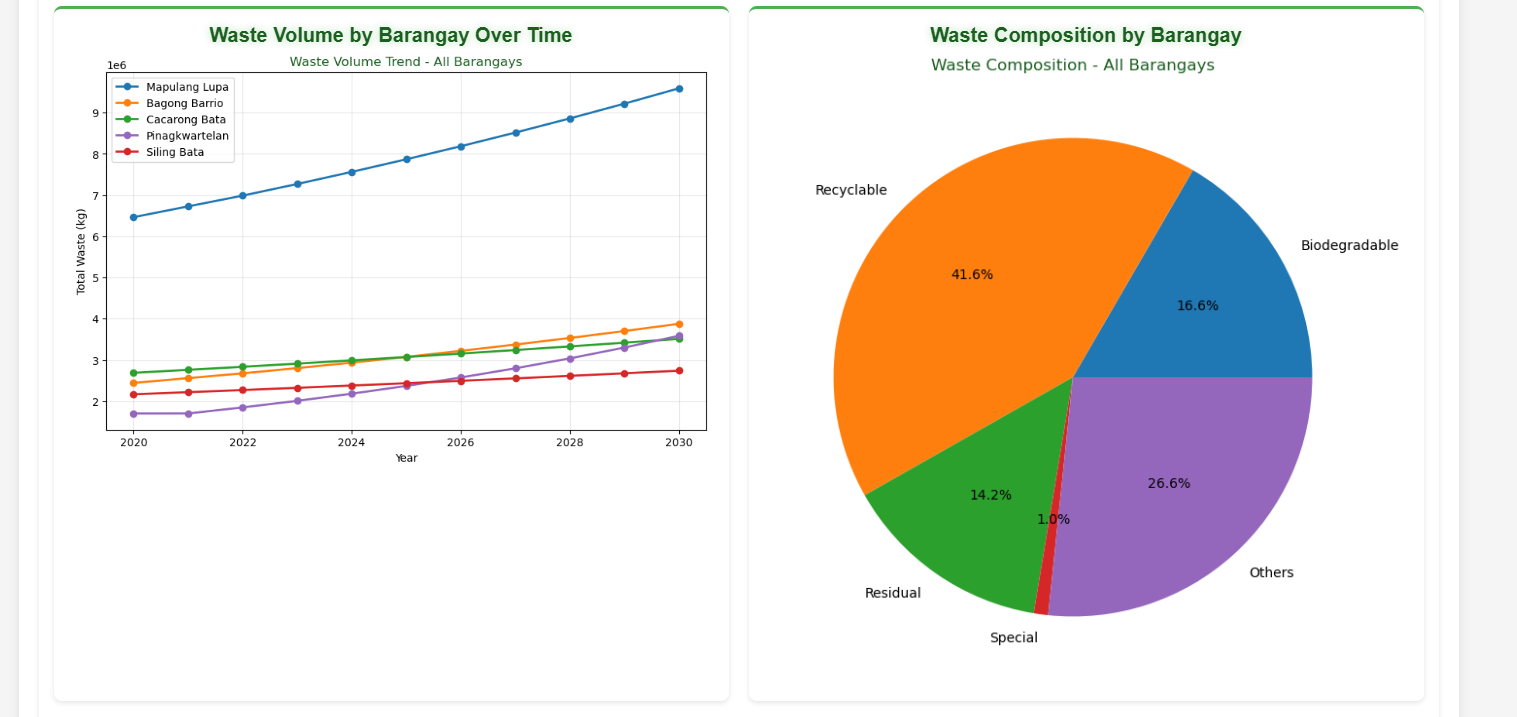 Waste Volume by Barangay Over Time
Waste Volume Trend - All Barangays
1e6
Mapulang Lupa
Bagong Barrio
Cacarong Bata
Pinagkwartelan
Siling Bata
9
8
7
6
5
4
3
2
Total Waste (kg)
2020
2022
2024
2026
2028
2030
Year
Waste Composition by Barangay
Waste Composition - All Barangays
Recyclable
Biodegradable
41.6%
16.6%
26.6%
14.2%
1.0%
Others
Residual
Special